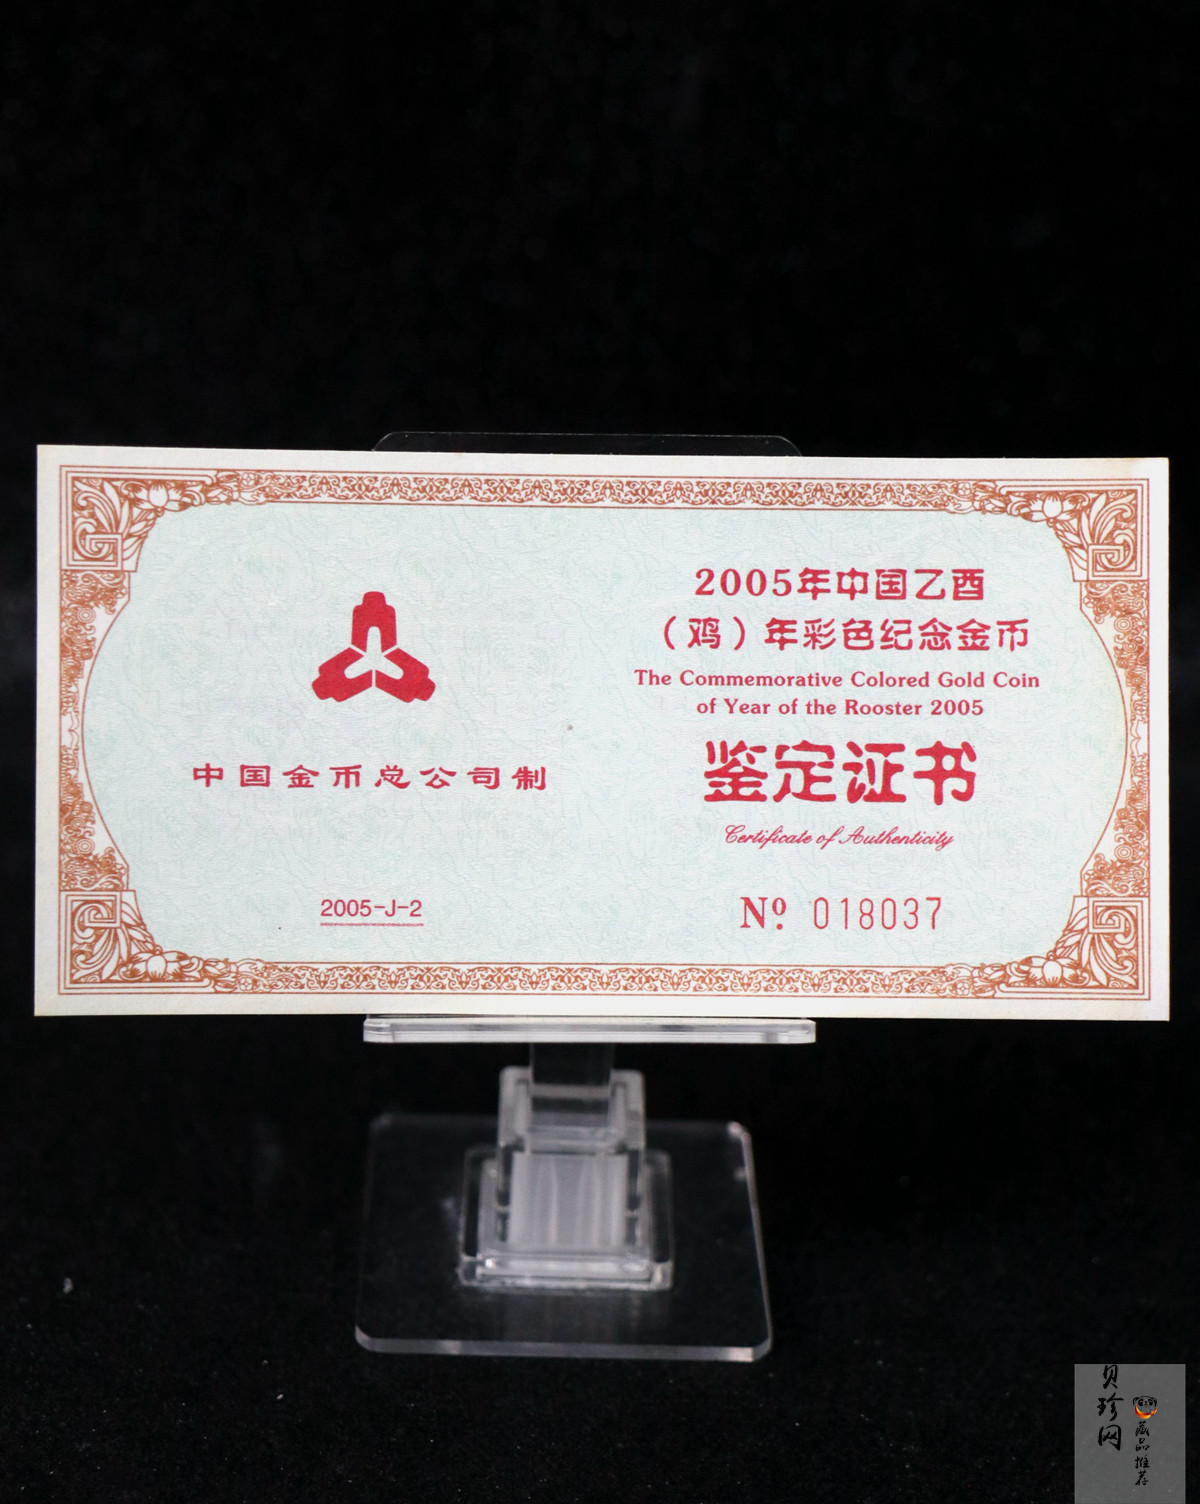 中国金币总公司制
2005-J-2
2005年中国乙酉
（鸡）年彩色纪念金币
The Commemorative Colored Gold Coin
of Year of the Rooster 2005
鉴定证书
Certificate of Authenticity
Nº. 018037
贝珍网
藏品推荐